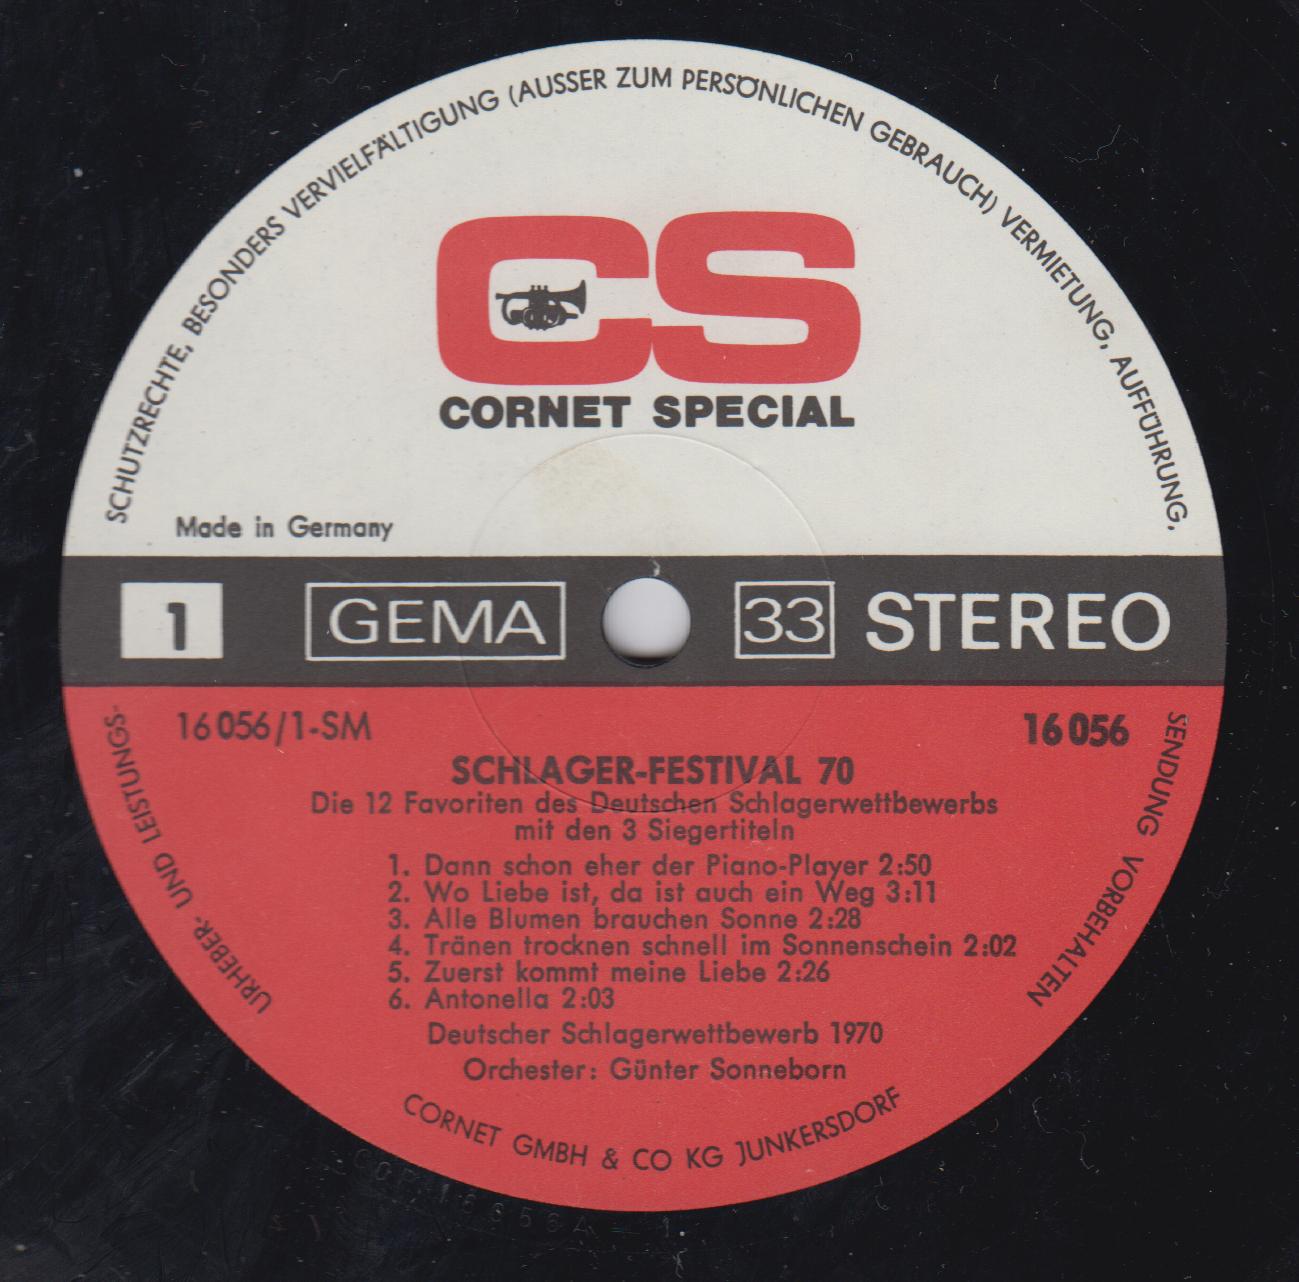 URHEBER- UND LEISTUNGS-SCHUTZRECHTE, BESONDERS VERVIELFÄLTIGUNG (AUSSER ZUM PERSÖNLICHEN GEBRAUCH) VERMIETUNG, AUFFÜHRUNG, SENDUNG VORBEHALTEN
CS
CORNET SPECIAL
Made in Germany
1 GEMA 33 STEREO
16 056/1-SM 16 056
SCHLAGER-FESTIVAL 70
Die 12 Favoriten des Deutschen Schlagerwettbewerbs
mit den 3 Siegertiteln
1. Dann schon eher der Piano-Player 2:50
2. Wo Liebe ist, da ist auch ein Weg 3:11
3. Alle Blumen brauchen Sonne 2:28
4. Tränen trocknen schnell im Sonnenschein 2:02
5. Zuerst kommt meine Liebe 2:26
6. Antonella 2:03
Deutscher Schlagerwettbewerb 1970
Orchester: Günter Sonneborn
CORNET GMBH & CO KG JUNKERSDORF